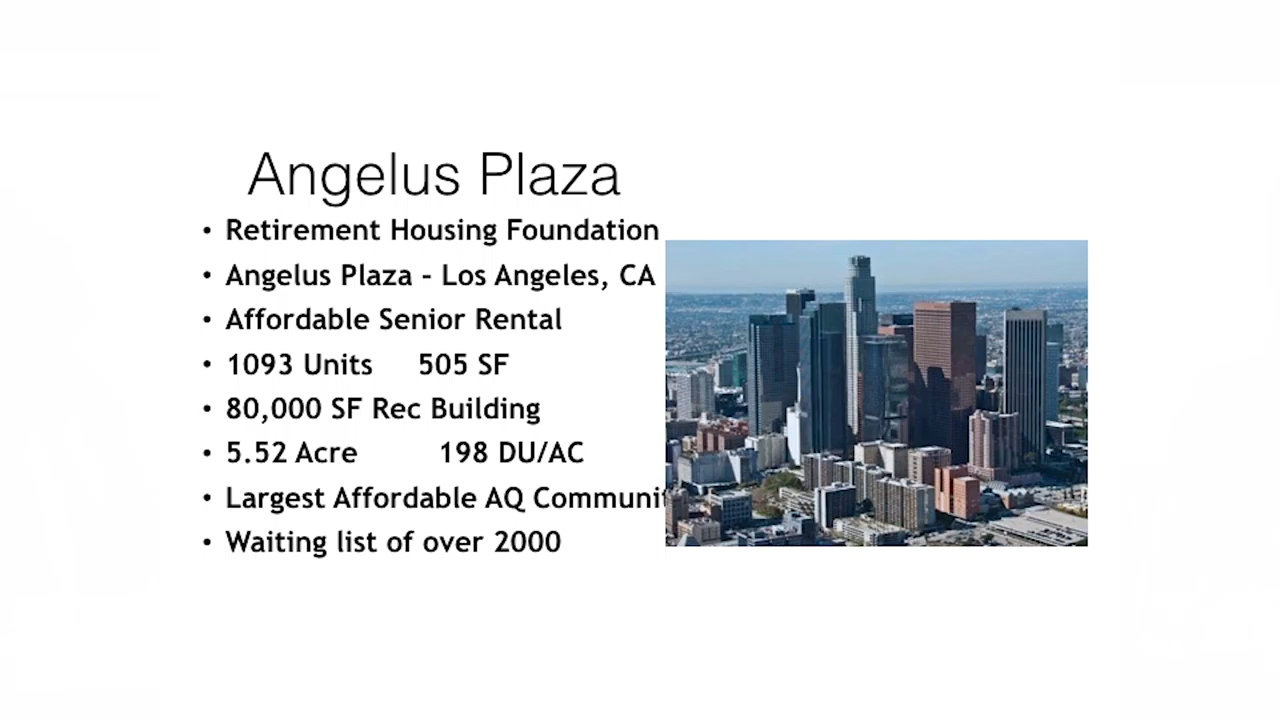 Angelus Plaza
• Retirement Housing Foundation
• Angelus Plaza - Los Angeles, CA
• Affordable Senior Rental
• 1093 Units 505 SF
• 80,000 SF Rec Building
• 5.52 Acre 198 DU/AC
• Largest Affordable AQ Communit
• Waiting list of over 2000